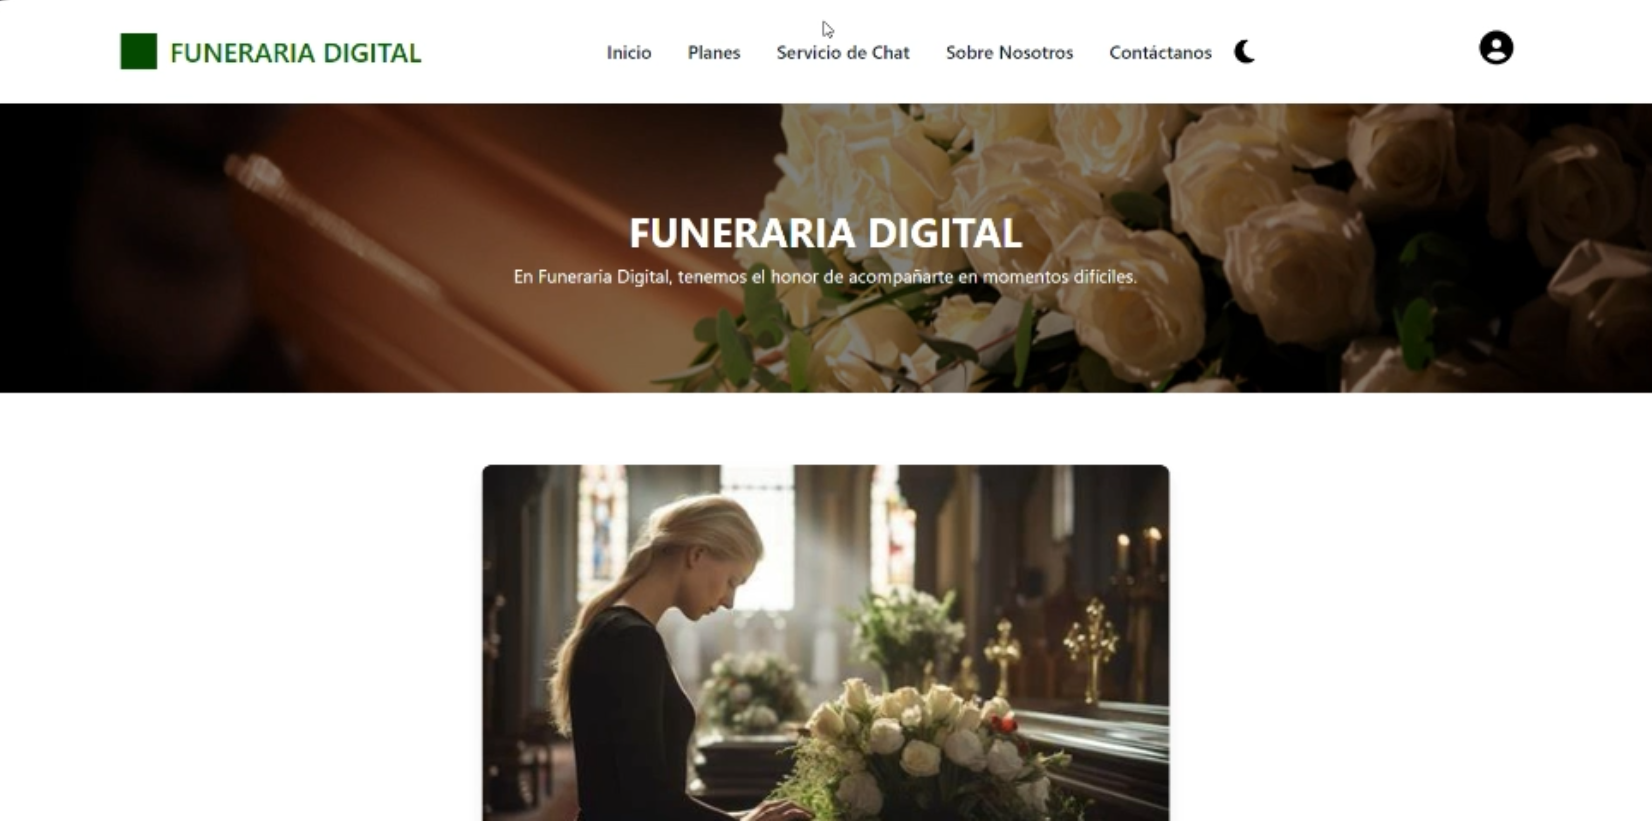 FUNERARIA DIGITAL
Inicio Planes Servicio de Chat Sobre Nosotros Contáctanos
FUNERARIA DIGITAL
En Funeraria Digital, tenemos el honor de acompañarte en momentos difíciles.